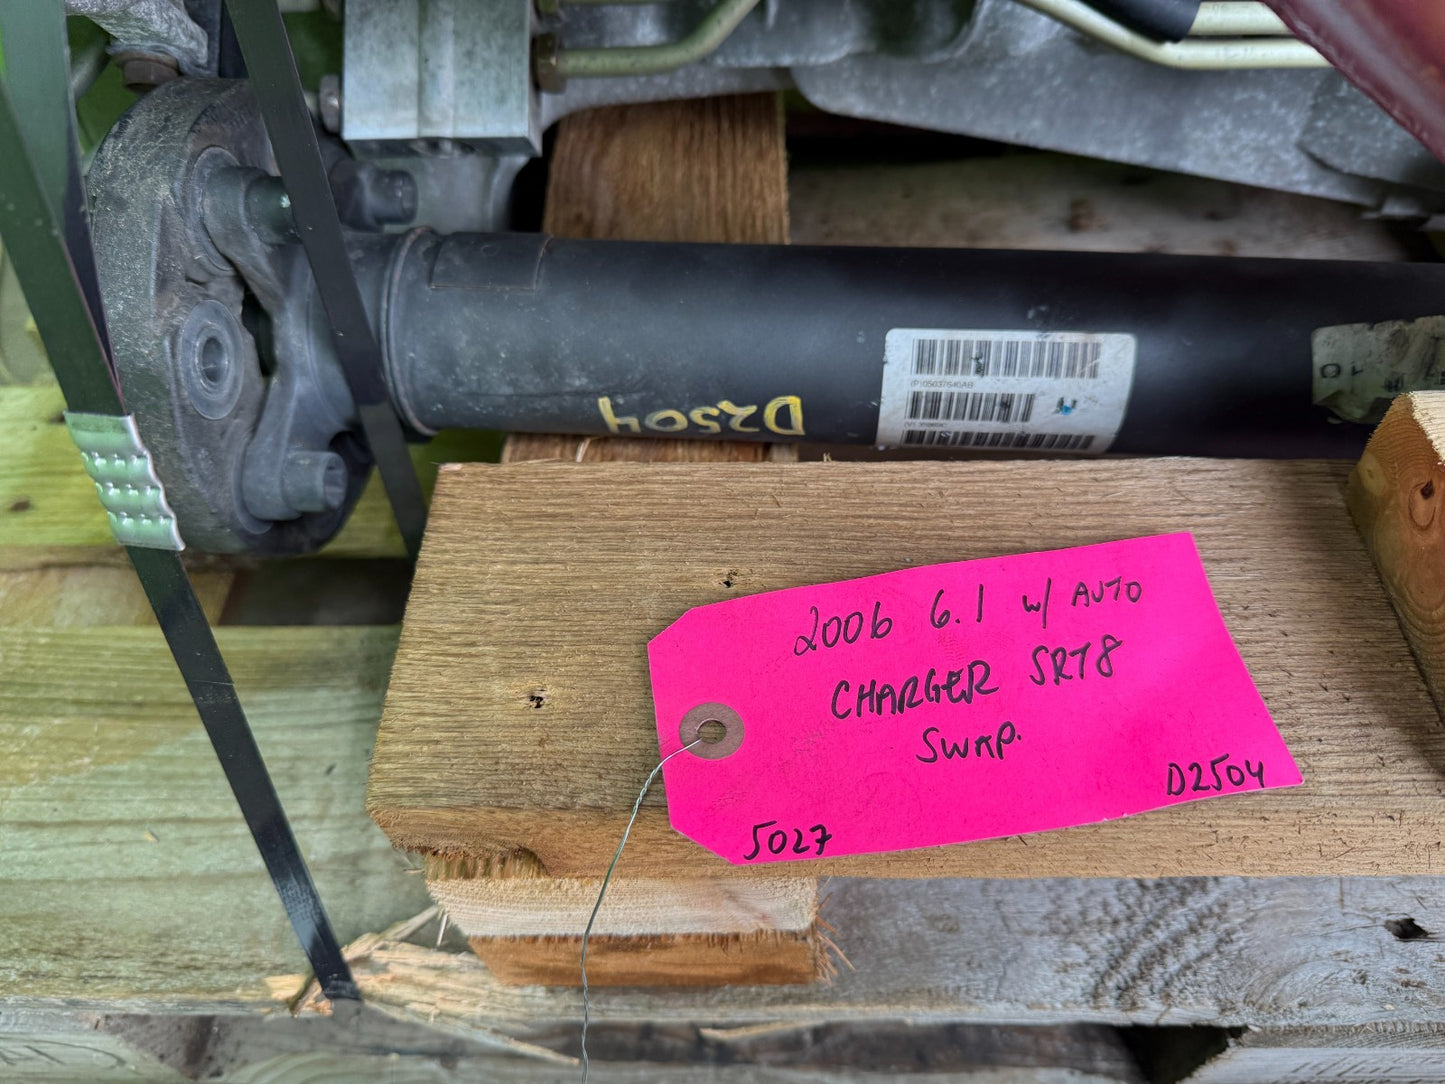 (P)05037640AB
D2504
2006 6.1 w/ AUTO
CHARGER SRT8
SWAP.
D2504
5027